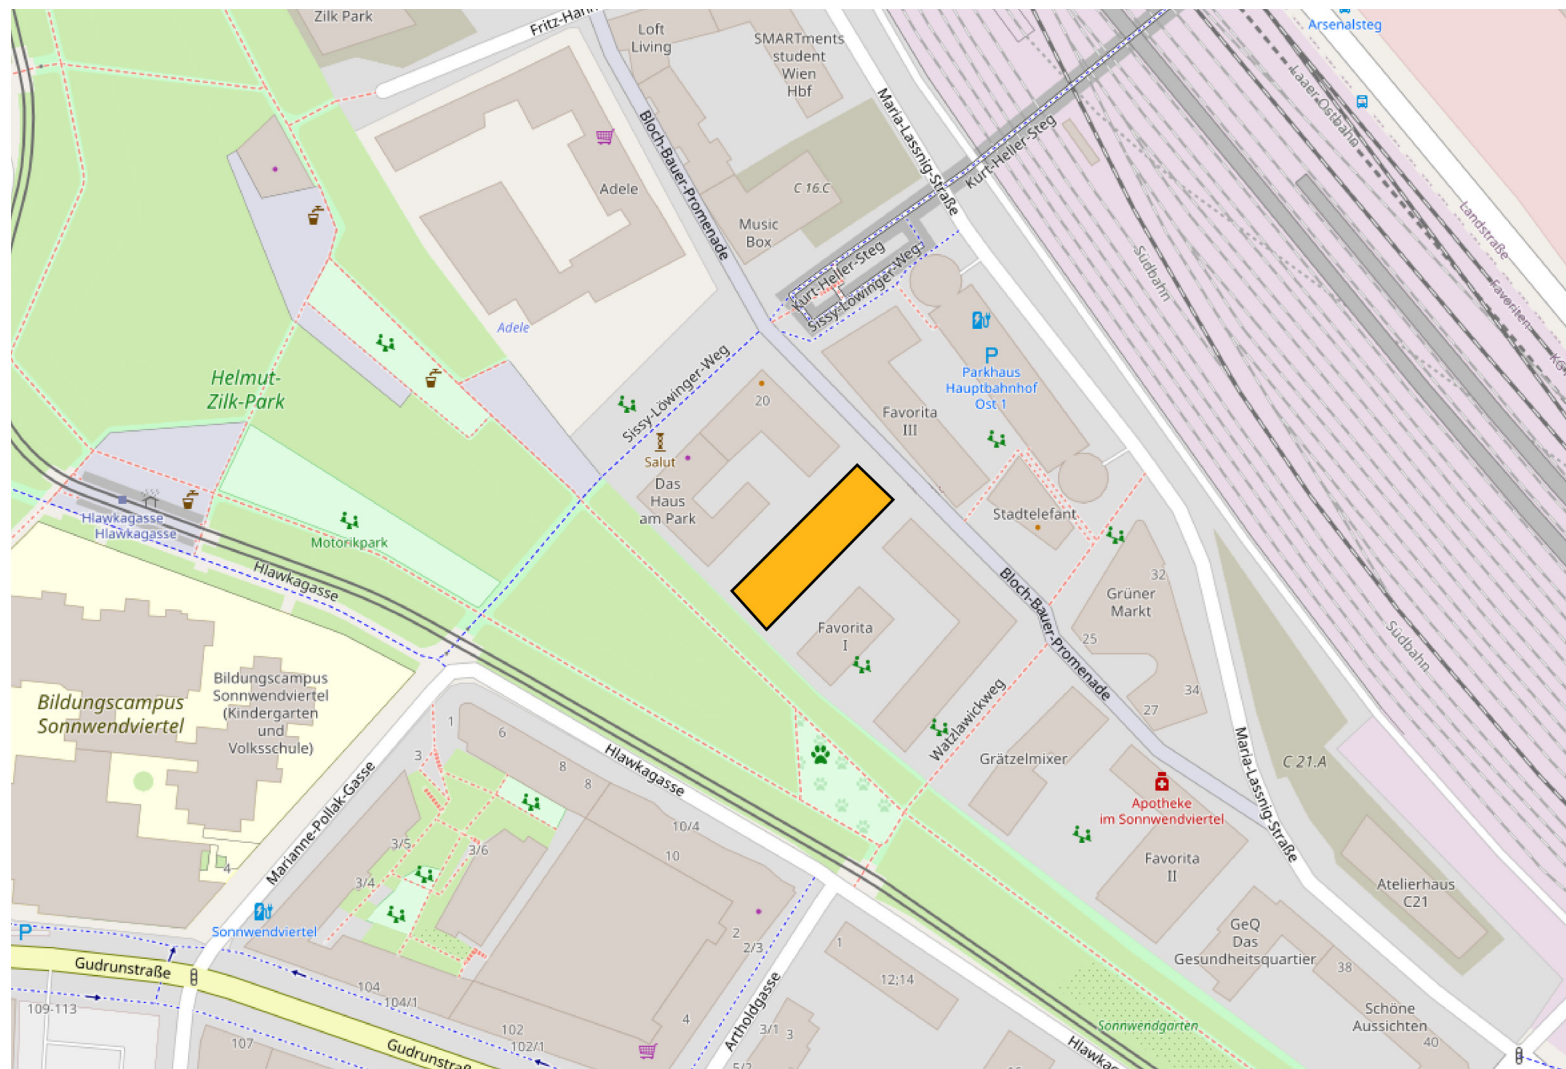 Zilk Park
Fritz-Hann
Loft
Living
SMARTments
student
Wien
Hbf
Arsenalsteg
Laaer Ostbahn
Maria-Lassnig-Straße
Kurt-Heller-Steg
Bloch-Bauer-Promenade
Adele
C 16.C
Music
Box
Landstraße
Favoriten
Südbahn
Kurt-Heller-Steg
Sissy-Löwinger-Weg
Adele
Parkhaus
Hauptbahnhof
Ost 1
P
Helmut-
Zilk-Park
Sissy-Löwinger-Weg
20
Favorita
III
Salut
Das
Haus
am Park
Stadtelefant
Hlawkagasse
Hlawkagasse
Motorikpark
Hlawkagasse
Bloch-Bauer-Promenade
32
Grüner
Markt
25
Favorita
I
34
27
Südbahn
Bildungscampus
Sonnwendviertel
Bildungscampus
Sonnwendviertel
(Kindergarten
und
Volksschule)
Watzlawickweg
1
6
3
8
8
Hlawkagasse
Grätzelmixer
Maria-Lassnig-Straße
C 21.A
Apotheke
im Sonnwendviertel
Marianne-Pollak-Gasse
10/4
10
3/5
3/6
3/4
4
Favorita
II
Atelierhaus
C21
P
Sonnwendviertel
2
2/3
1
GeQ
Das
Gesundheitsquartier
38
Gudrunstraße
12;14
104
104/1
Artholdgasse
109-113
102
102/1
4
3/1
3
Sonnwendgarten
Schöne
Aussichten
40
107
Gudrunstraße
5/2
Hlawkag